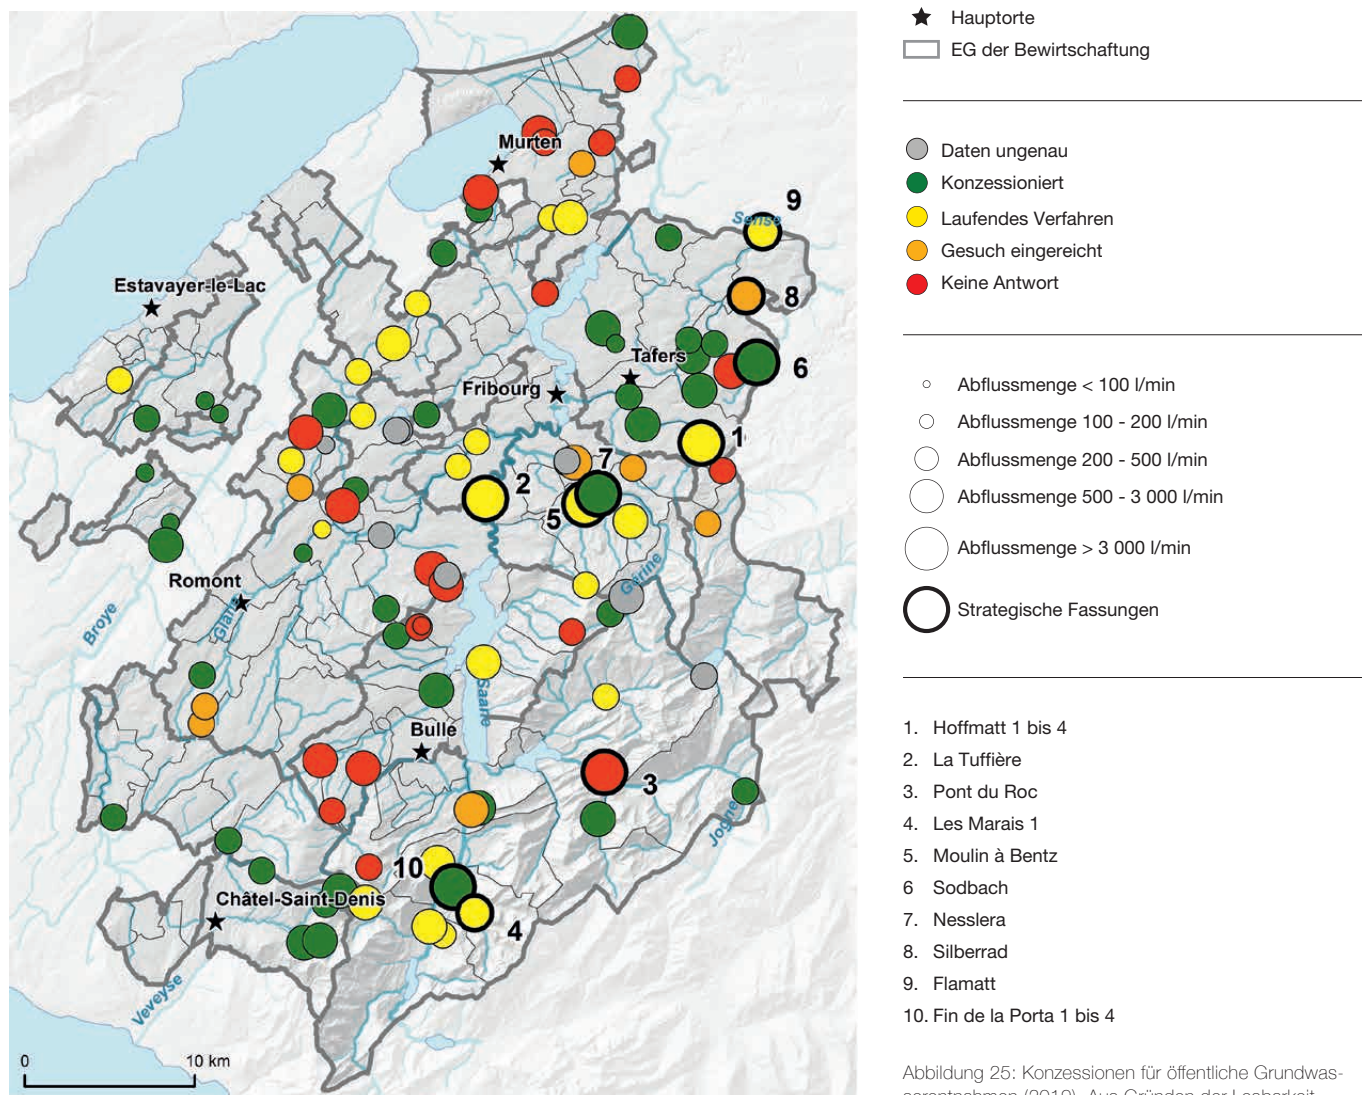 Murten
Sense
9
Estavayer-le-Lac
8
Tafers
6
Fribourg
1
7
2
5
Gérine
Romont
Glâne
Broye
Saane
Bulle
3
Jogne
10
Châtel-Saint-Denis
4
Veveyse
0
10 km
Hauptorte
EG der Bewirtschaftung
Daten ungenau
Konzessioniert
Laufendes Verfahren
Gesuch eingereicht
Keine Antwort
Abflussmenge < 100 l/min
Abflussmenge 100 - 200 l/min
Abflussmenge 200 - 500 l/min
Abflussmenge 500 - 3 000 l/min
Abflussmenge > 3 000 l/min
Strategische Fassungen
1. Hoffmatt 1 bis 4
2. La Tuffière
3. Pont du Roc
4. Les Marais 1
5. Moulin à Bentz
6 Sodbach
7. Nesslera
8. Silberrad
9. Flamatt
10. Fin de la Porta 1 bis 4
Abbildung 25: Konzessionen für öffentliche Grundwas-